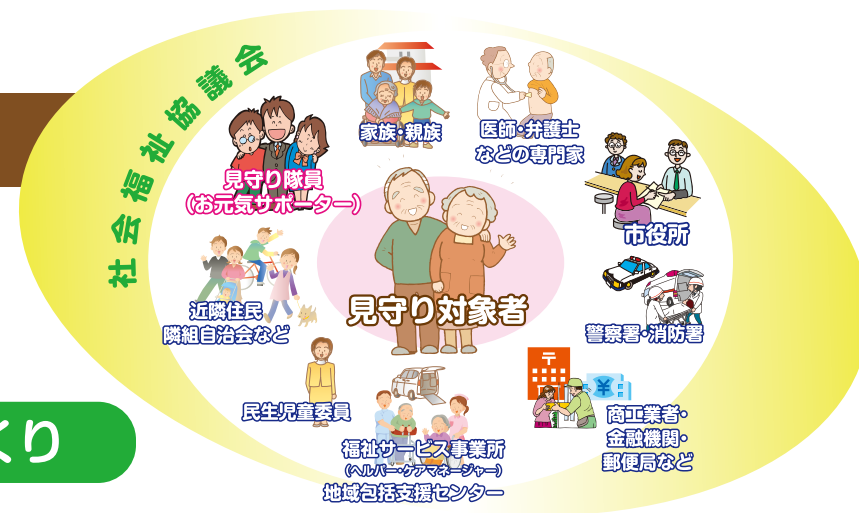 社会福祉協議会
家族・親族
医師・弁護士
などの専門家
見守り隊員
（お元気サポーター）
市役所
近隣住民
隣組自治会など
見守り対象者
警察署・消防署
民生児童委員
〒
¥
商工業者・
金融機関・
郵便局など
福祉サービス事業所
（ヘルパー・ケアマネージャー）
地域包括支援センター
くり